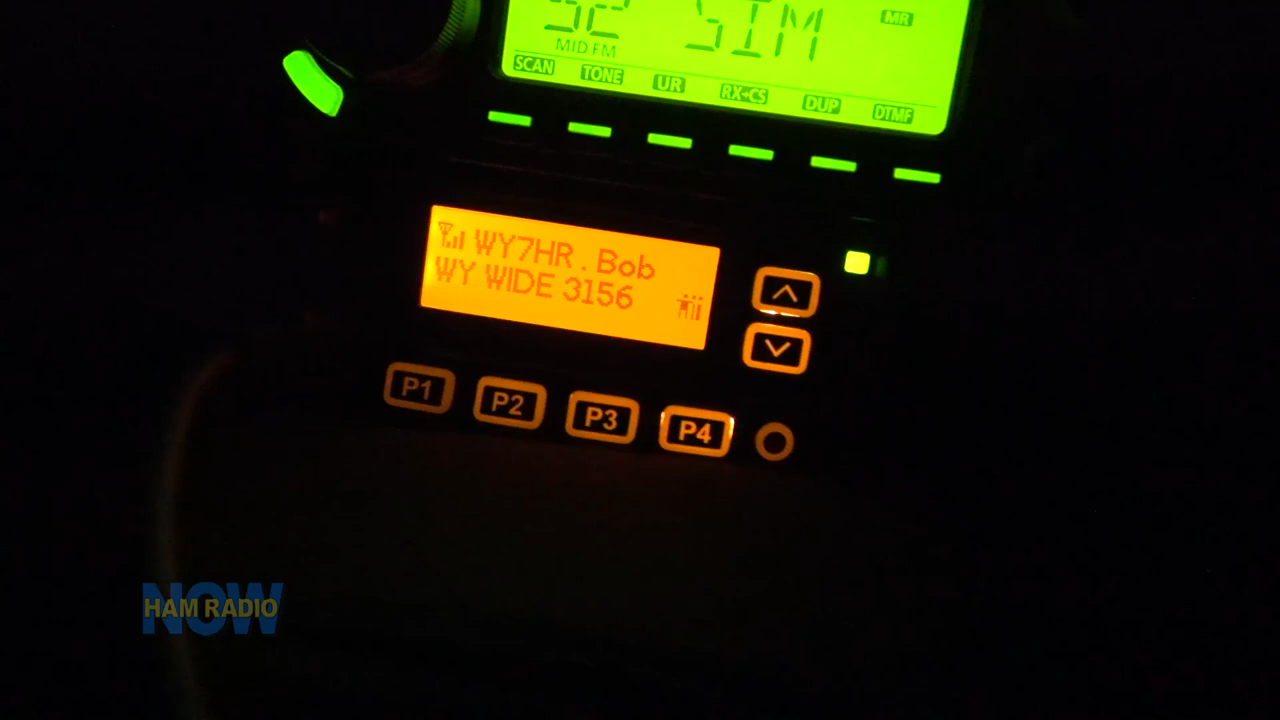 SIM
MR
MID FM
SCAN TONE UR RX→CS DUP DTMF
WY7HR . Bob
WY WIDE 3156
P1 P2 P3 P4
NOW
HAM RADIO